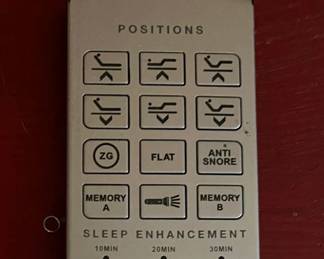 POSITIONS
ZG FLAT ANTI SNORE
MEMORY A MEMORY B
SLEEP ENHANCEMENT
10MIN 20MIN 30MIN